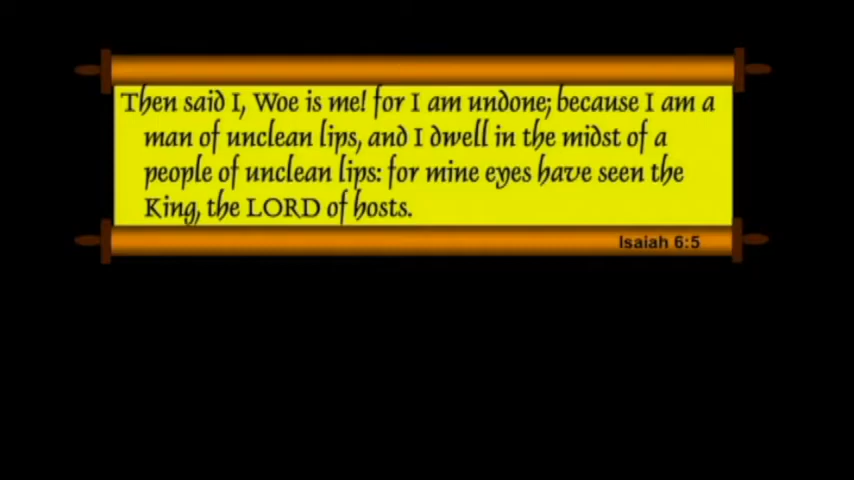 Then said I, Woe is me! for I am undone; because I am a
man of unclean lips, and I dwell in the midst of a
people of unclean lips: for mine eyes have seen the
King, the LORD of hosts.
Isaiah 6:5